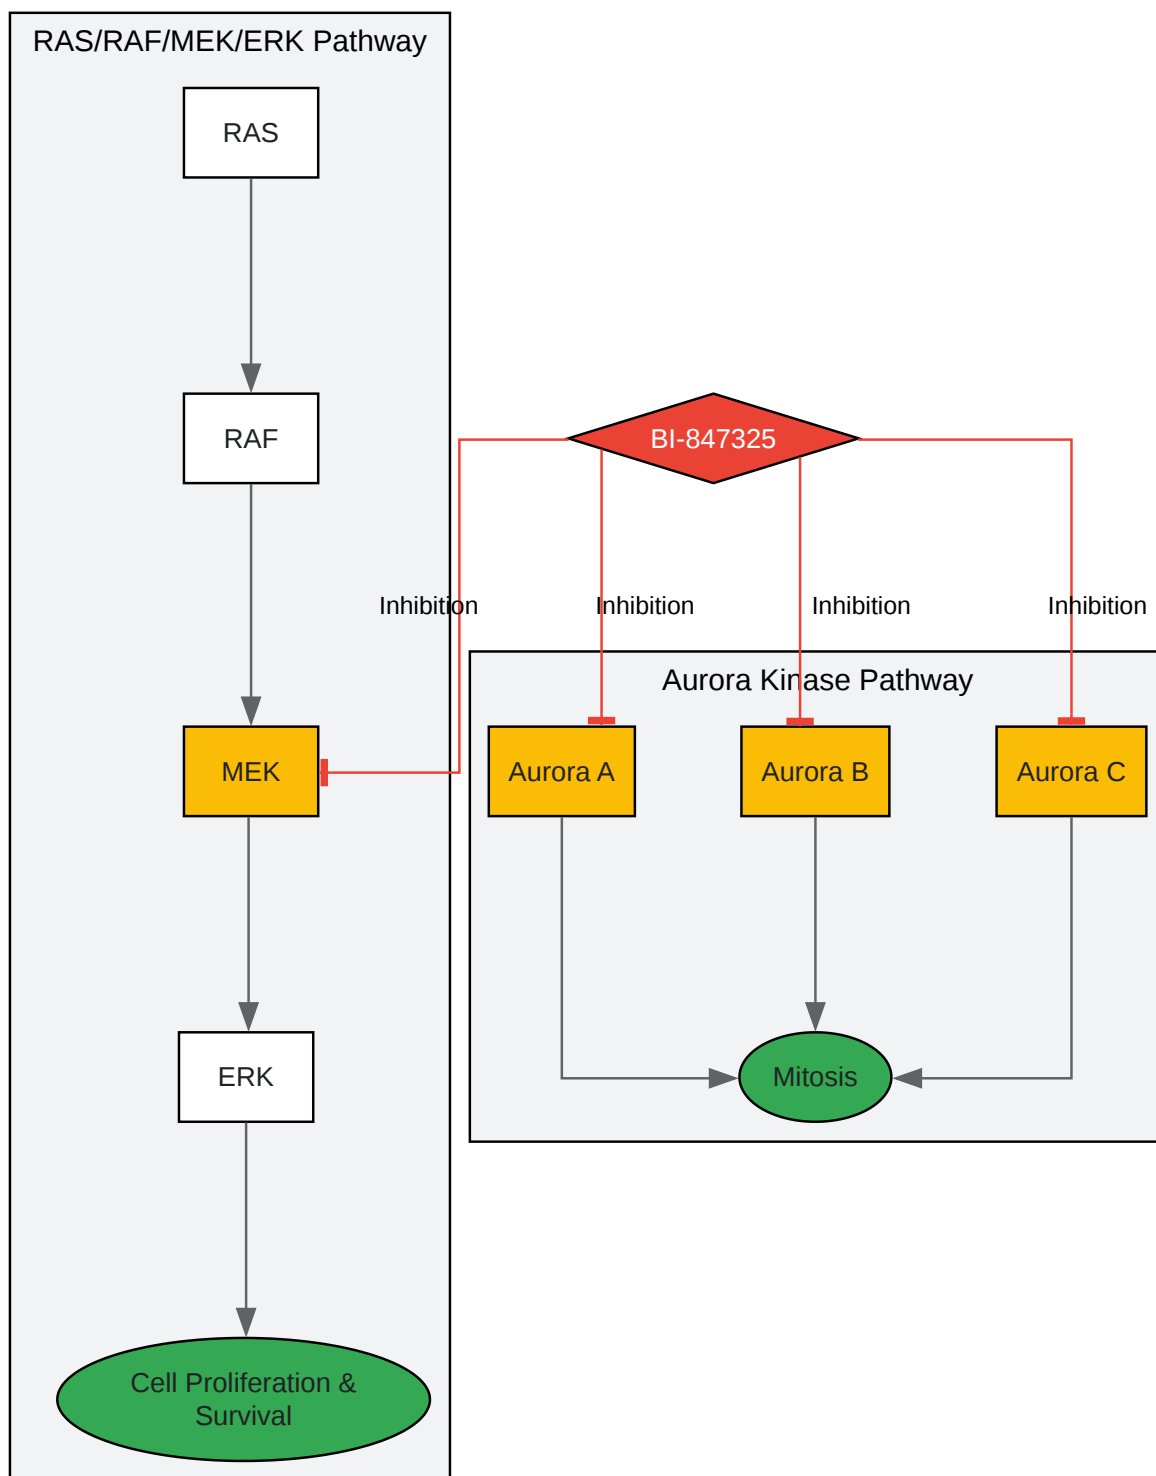 RAS/RAF/MEK/ERK Pathway
RAS
RAF
BI-847325
Inhibition
Inhibition
Inhibition
Inhibition
Aurora Kinase Pathway
MEK
Aurora A
Aurora B
Aurora C
ERK
Mitosis
Cell Proliferation &
Survival